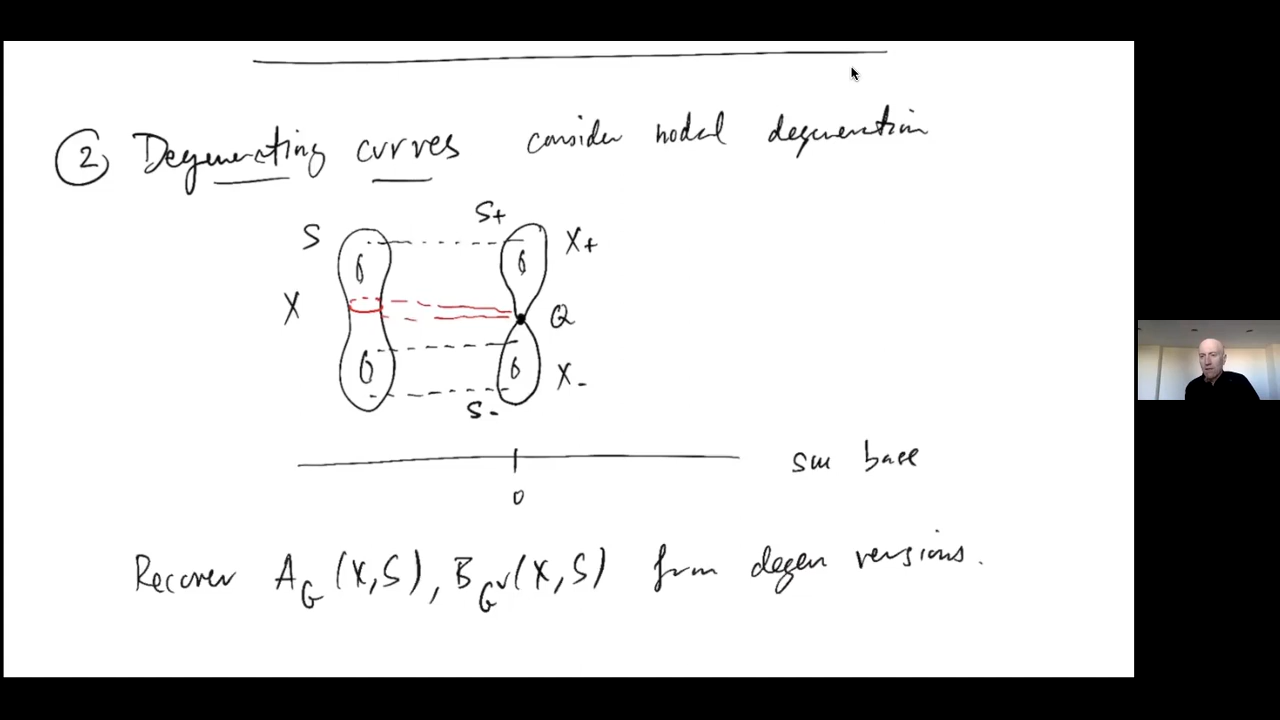 ② Degenerating curves consider nodal degeneration
S S+ X+
X Q
X-
S-
sm base
0
Recover A_G (X,S), B_G^∨ (X,S) from degen versions.